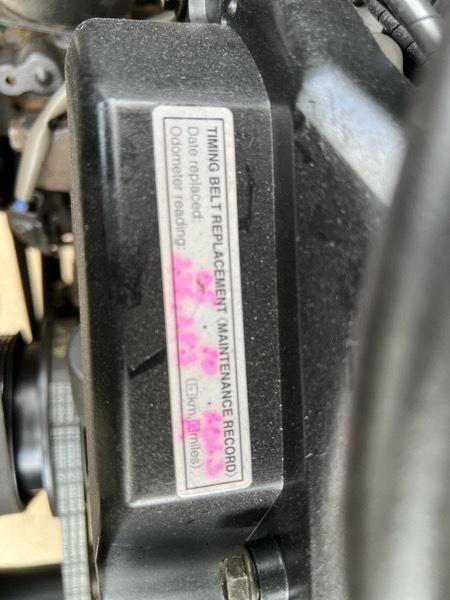 TIMING BELT REPLACEMENT (MAINTENANCE RECORD)
Date replaced:
Odometer reading: (□km, □miles)